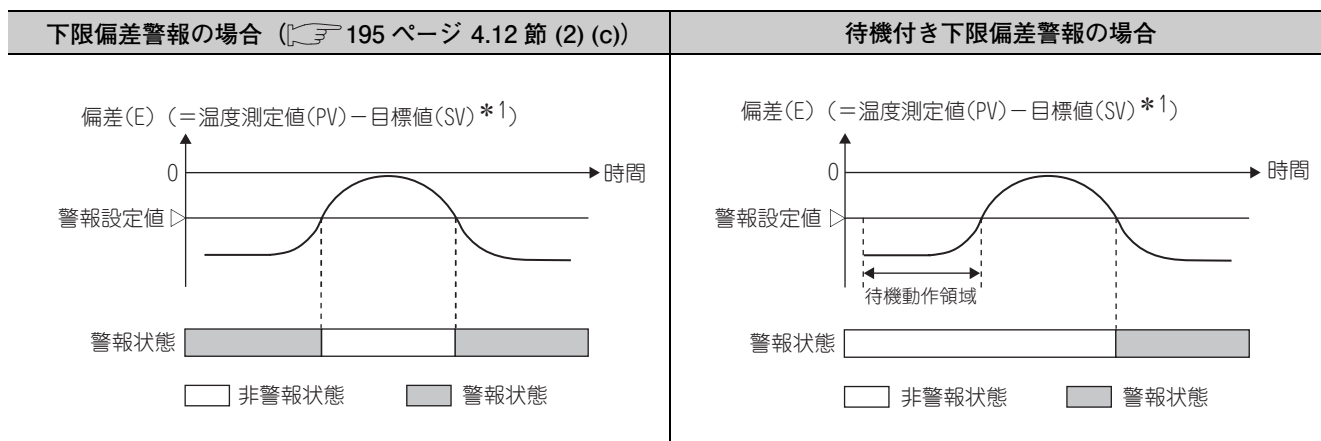 下限偏差警報の場合（195 ページ 4.12 節 (2) (c)）
待機付き下限偏差警報の場合
偏差(E)（＝温度測定値(PV)－目標値(SV)＊1）
0
時間
警報設定値
警報状態
非警報状態
警報状態
偏差(E)（＝温度測定値(PV)－目標値(SV)＊1）
0
時間
警報設定値
待機動作領域
警報状態
非警報状態
警報状態